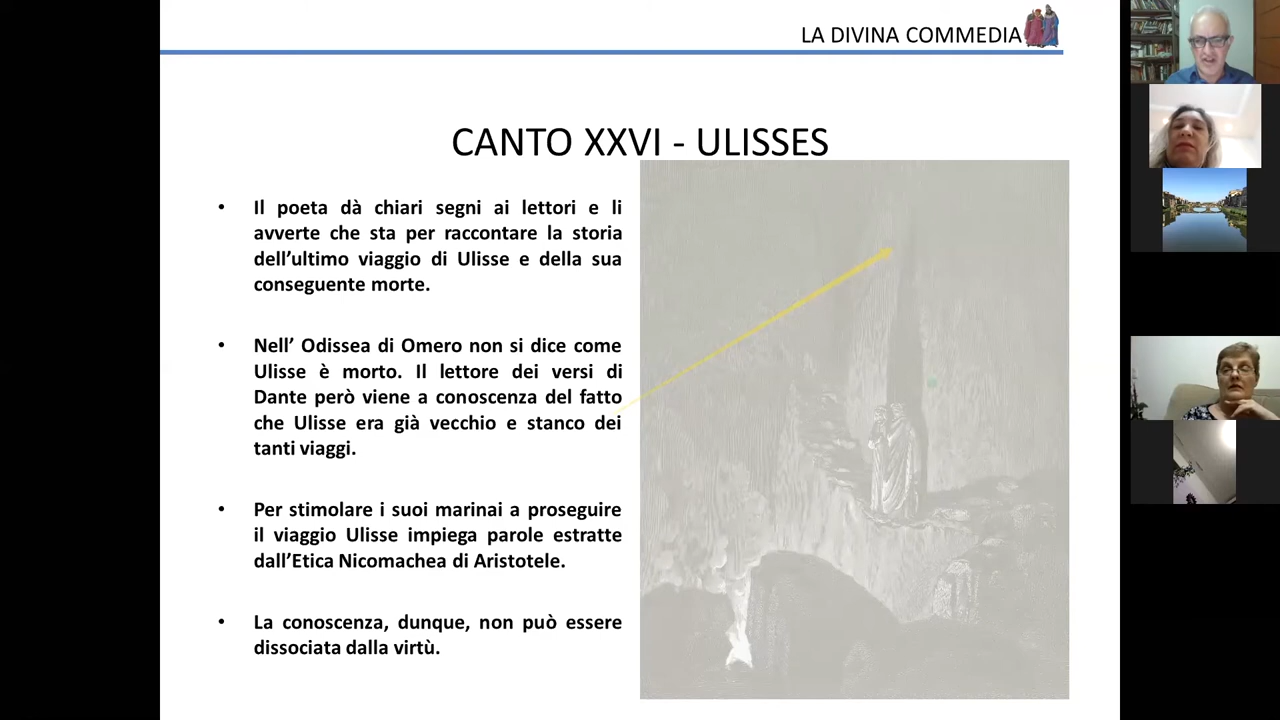 LA DIVINA COMMEDIA
CANTO XXVI - ULISSES
• Il poeta dà chiari segni ai lettori e li
avverte che sta per raccontare la storia
dell’ultimo viaggio di Ulisse e della sua
conseguente morte.
• Nell’ Odissea di Omero non si dice come
Ulisse è morto. Il lettore dei versi di
Dante però viene a conoscenza del fatto
che Ulisse era già vecchio e stanco dei
tanti viaggi.
• Per stimolare i suoi marinai a proseguire
il viaggio Ulisse impiega parole estratte
dall’Etica Nicomachea di Aristotele.
• La conoscenza, dunque, non può essere
dissociata dalla virtù.